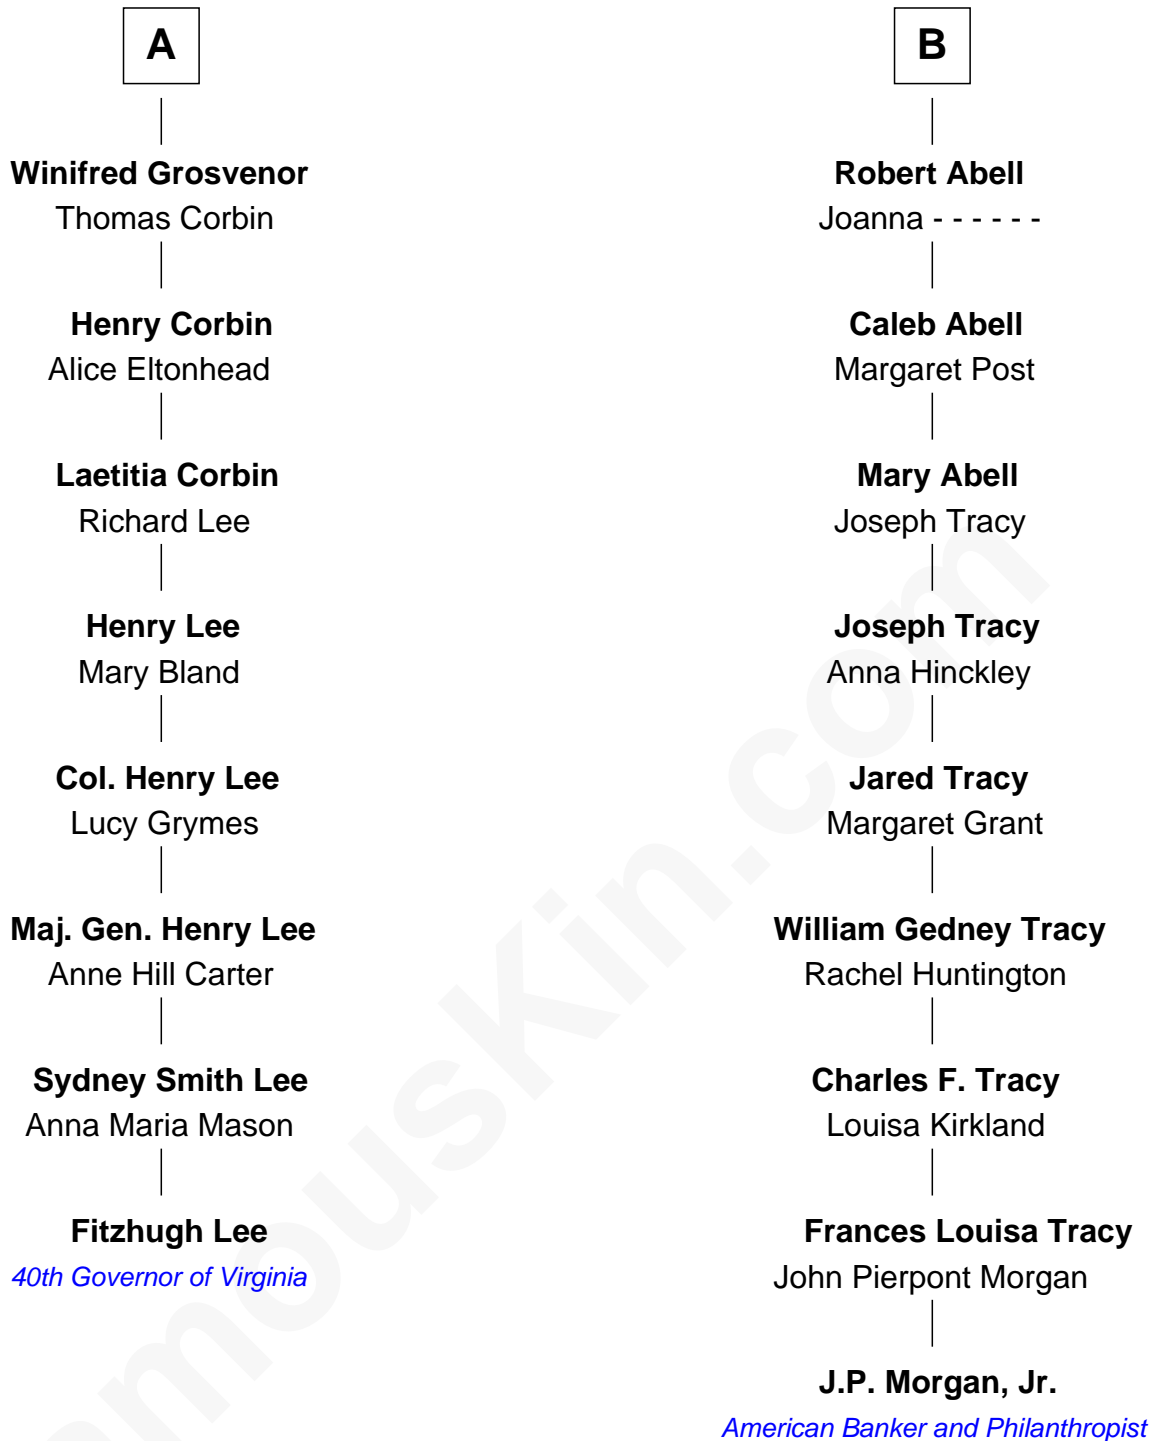 A
Winifred Grosvenor
Thomas Corbin
Henry Corbin
Alice Eltonhead
Laetitia Corbin
Richard Lee
Henry Lee
Mary Bland
Col. Henry Lee
Lucy Grymes
Maj. Gen. Henry Lee
Anne Hill Carter
Sydney Smith Lee
Anna Maria Mason
Fitzhugh Lee
40th Governor of Virginia
B
Robert Abell
Joanna - - - - - -
Caleb Abell
Margaret Post
Mary Abell
Joseph Tracy
Joseph Tracy
Anna Hinckley
Jared Tracy
Margaret Grant
William Gedney Tracy
Rachel Huntington
Charles F. Tracy
Louisa Kirkland
Frances Louisa Tracy
John Pierpont Morgan
J.P. Morgan, Jr.
American Banker and Philanthropist
amouskin.com